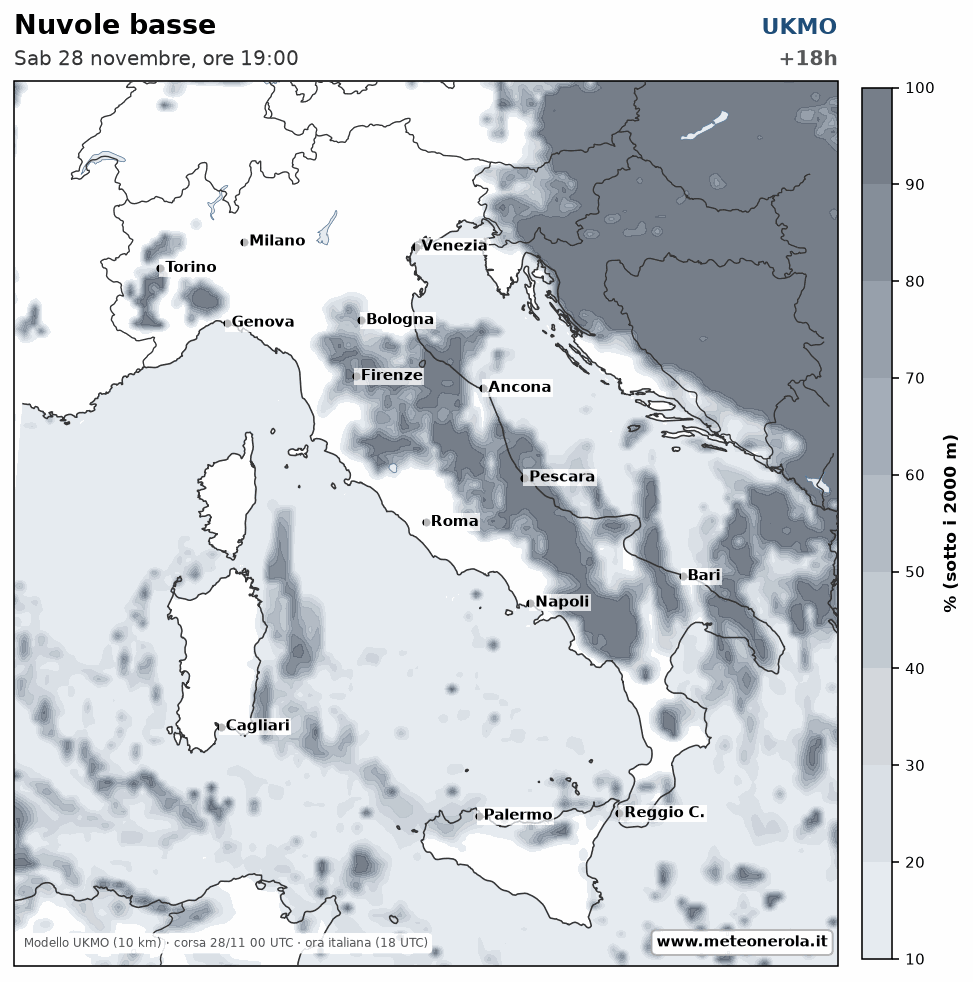 Nuvole basse
UKMO
Sab 28 novembre, ore 19:00
+18h
Milano
Venezia
Torino
Genova
Bologna
Firenze
Ancona
Pescara
Roma
Bari
Napoli
Cagliari
Palermo
Reggio C.
Modello UKMO (10 km) · corsa 28/11 00 UTC · ora italiana (18 UTC)
www.meteonerola.it
100
90
80
70
60
50
40
30
20
10
% (sotto i 2000 m)